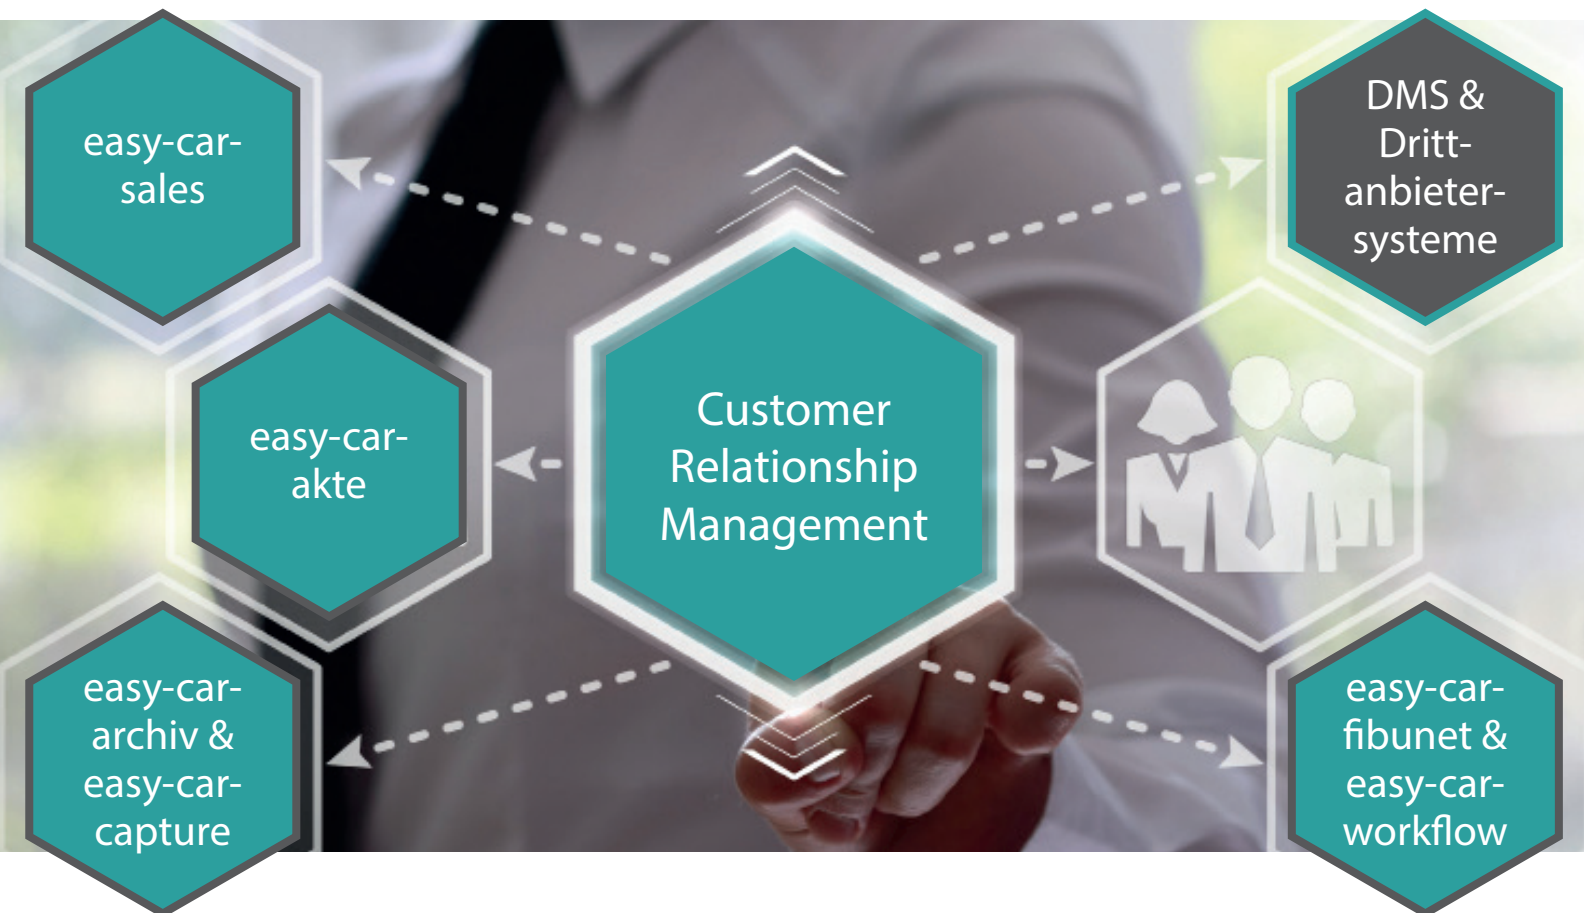 easy-car-
sales
DMS &
Dritt-
anbieter-
systeme
easy-car-
akte
Customer
Relationship
Management
easy-car-
archiv &
easy-car-
capture
easy-car-
fibunet &
easy-car-
workflow